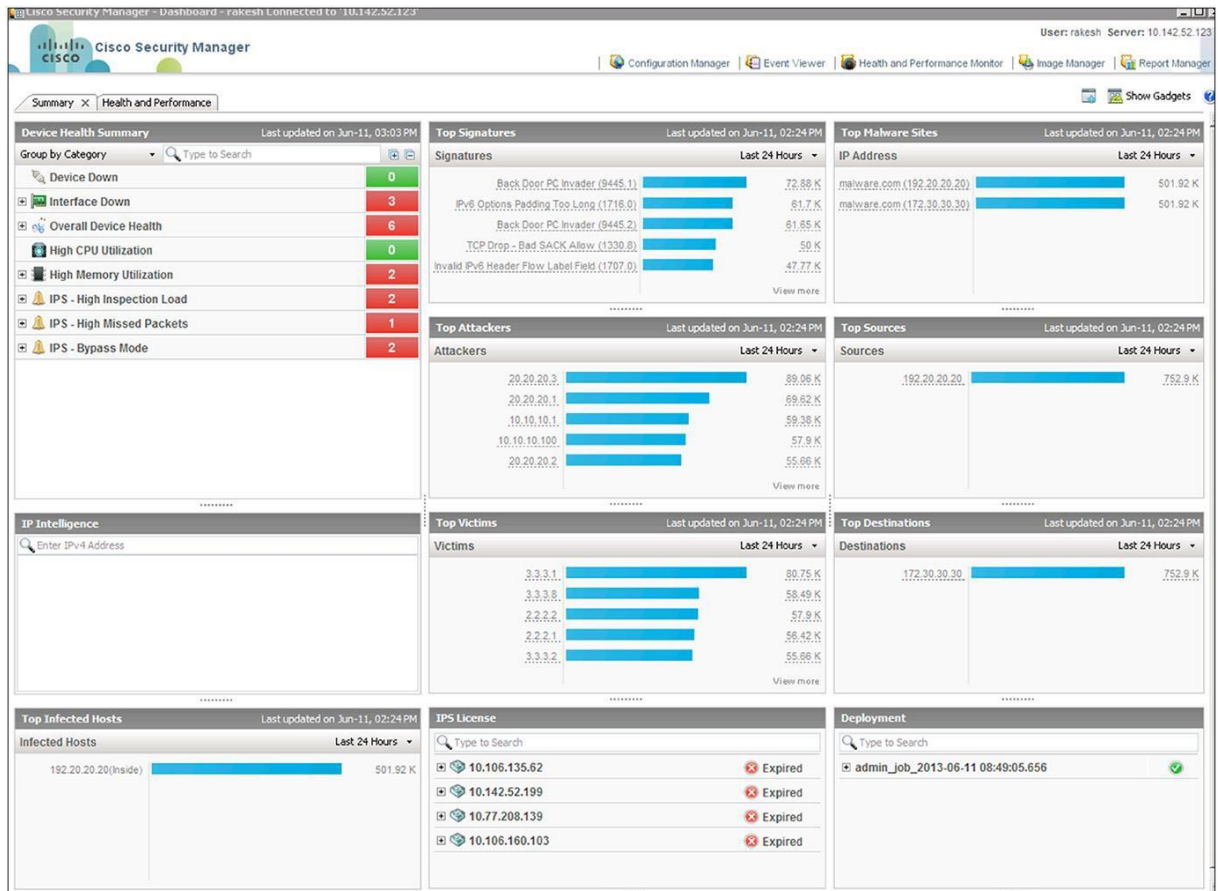 Cisco Security Manager - Dashboard - rakesh Connected to '10.142.52.123'
User: rakesh Server: 10.142.52.123
CISCO
Cisco Security Manager
Configuration Manager
Event Viewer
Health and Performance Monitor
Image Manager
Report Manager
Summary
Health and Performance
Show Gadgets
Device Health Summary Last updated on Jun-11, 03:03 PM
Group by Category Type to Search
Device Down 0
Interface Down 3
Overall Device Health 6
High CPU Utilization 0
High Memory Utilization 2
IPS - High Inspection Load 2
IPS - High Missed Packets 1
IPS - Bypass Mode 2
Top Signatures Last updated on Jun-11, 02:24 PM
Signatures Last 24 Hours
Back Door PC Invader (9445.1) 72.88 K
IPv6 Options Padding Too Long (1716.0) 61.7 K
Back Door PC Invader (9445.2) 61.65 K
TCP Drop - Bad SACK Allow (1330.8) 50 K
Invalid IPv6 Header Flow Label Field (1707.0) 47.77 K
View more
Top Malware Sites Last updated on Jun-11, 02:24 PM
IP Address Last 24 Hours
malware.com (192.20.20.20) 501.92 K
malware.com (172.30.30.30) 501.92 K
Top Attackers Last updated on Jun-11, 02:24 PM
Attackers Last 24 Hours
20.20.20.3 89.06 K
20.20.20.1 69.62 K
10.10.10.1 59.38 K
10.10.10.100 57.9 K
20.20.20.2 55.66 K
View more
Top Sources Last updated on Jun-11, 02:24 PM
Sources Last 24 Hours
192.20.20.20 752.9 K
IP Intelligence
Enter IPv4 Address
Top Victims Last updated on Jun-11, 02:24 PM
Victims Last 24 Hours
3.3.3.1 80.75 K
3.3.3.8 58.49 K
2.2.2.2 57.9 K
2.2.2.1 56.42 K
3.3.3.2 55.66 K
View more
Top Destinations Last updated on Jun-11, 02:24 PM
Destinations Last 24 Hours
172.30.30.30 752.9 K
Top Infected Hosts Last updated on Jun-11, 02:24 PM
Infected Hosts Last 24 Hours
192.20.20.20(Inside) 501.92 K
IPS License
Type to Search
10.106.135.62 Expired
10.142.52.199 Expired
10.77.208.139 Expired
10.106.160.103 Expired
Deployment
Type to Search
admin_job_2013-06-11 08:49:05.656